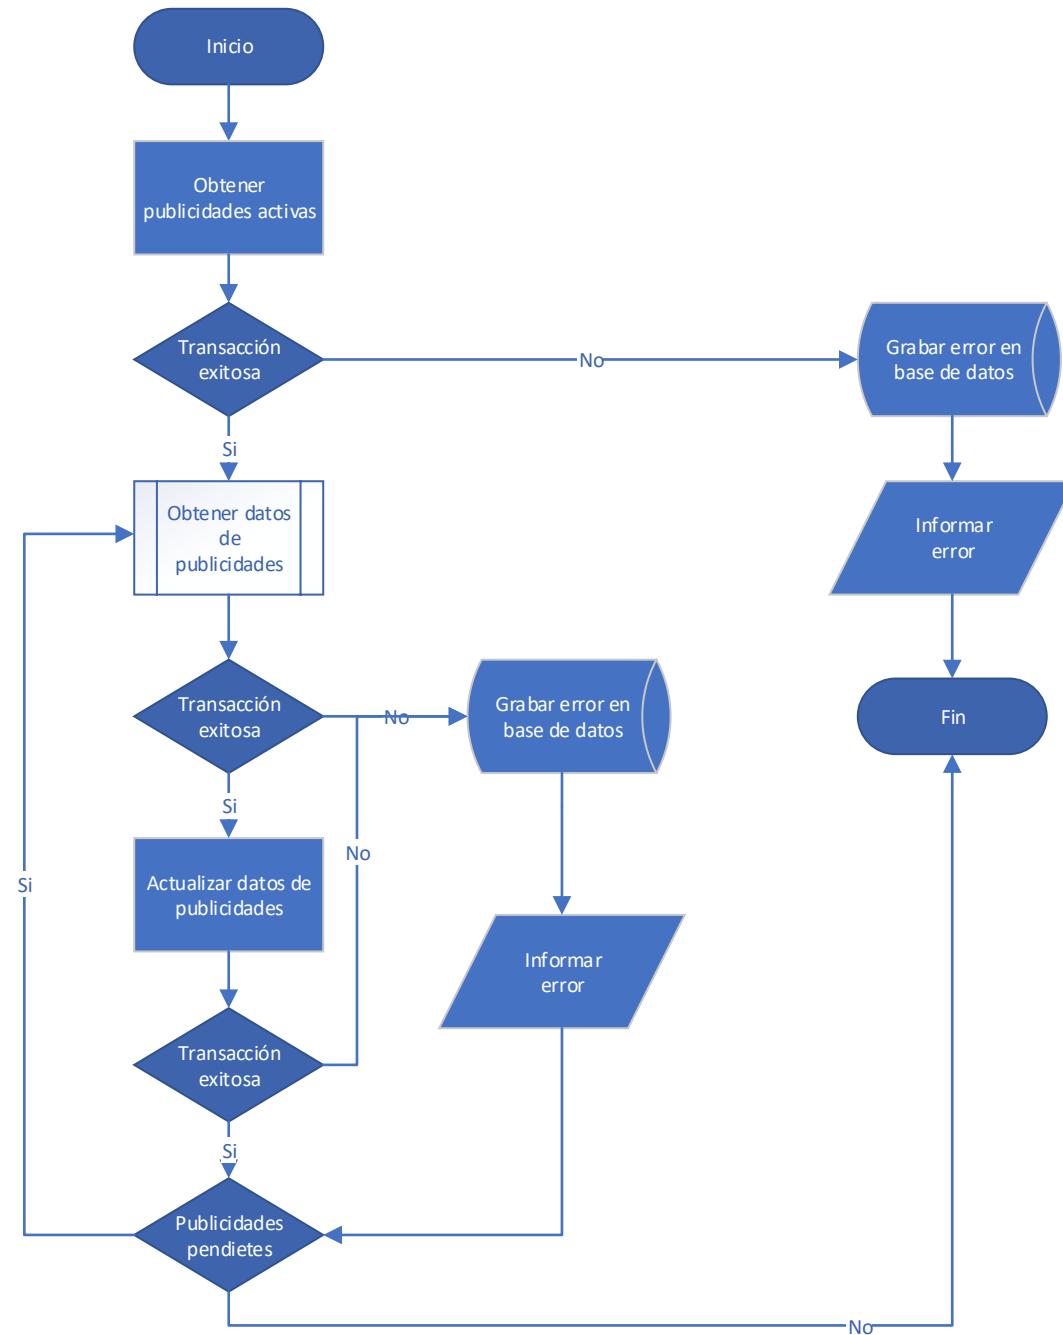 Inicio
Obtener
publicidades activas
Transacción
exitosa
No
Grabar error en
base de datos
Si
Obtener datos
de
publicidades
Informar
error
Transacción
exitosa
No
Grabar error en
base de datos
Fin
Si
Actualizar datos de
publicidades
No
Si
Informar
error
Transacción
exitosa
Si
Publicidades
pendietes
No